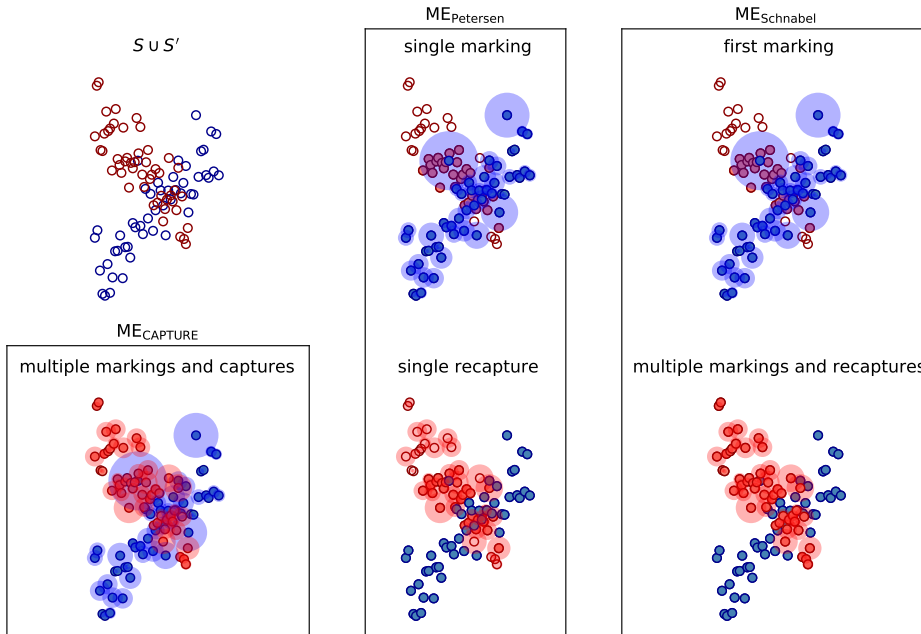 ME_Petersen
ME_Schnabel
S ∪ S′
single marking
first marking
ME_CAPTURE
multiple markings and captures
single recapture
multiple markings and recaptures